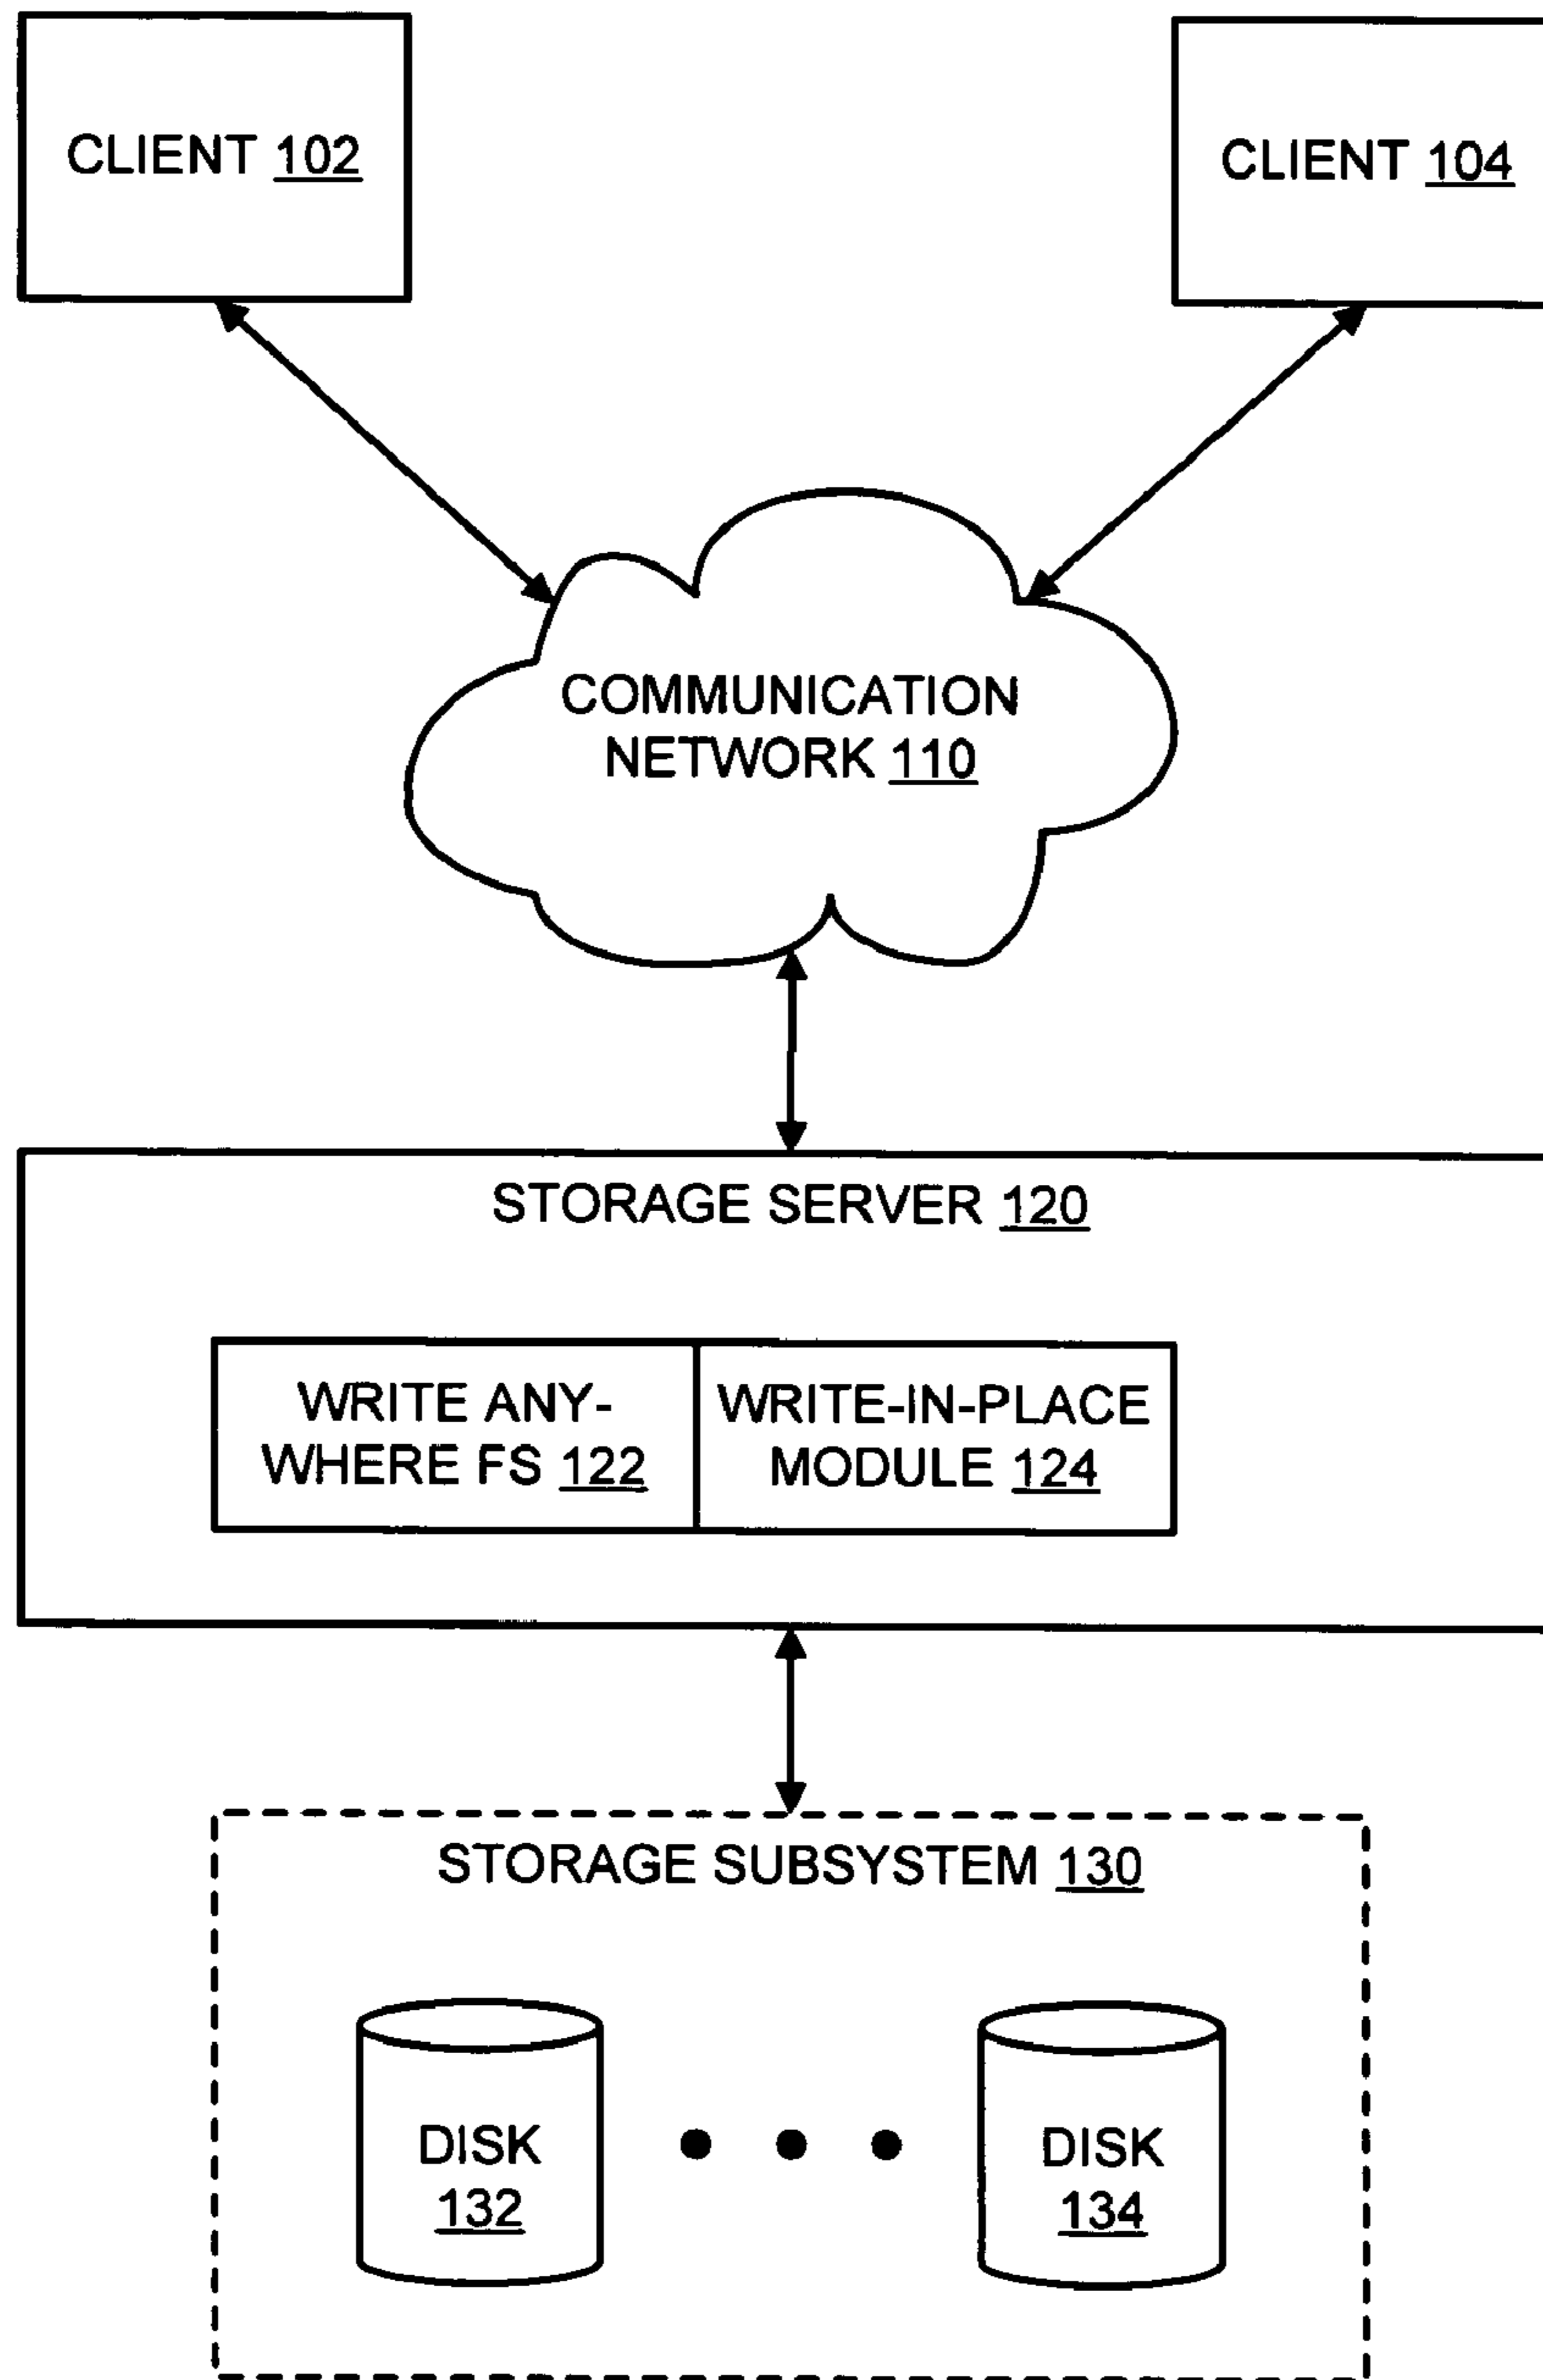 CLIENT 102
CLIENT 104
COMMUNICATION
NETWORK 110
STORAGE SERVER 120
WRITE ANY-
WHERE FS 122
WRITE-IN-PLACE
MODULE 124
STORAGE SUBSYSTEM 130
DISK
132
DISK
134